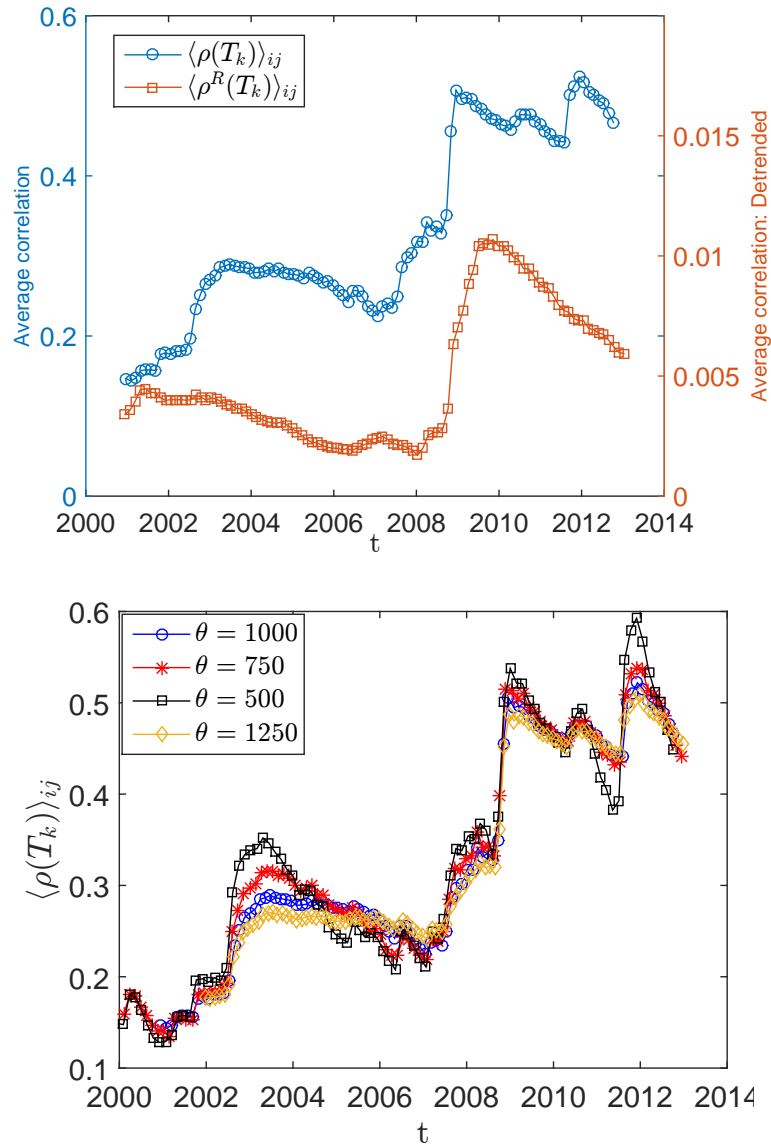 0.6
⟨ρ(T_k)⟩_ij
⟨ρ^R(T_k)⟩_ij
0.4
0.2
0
Average correlation
0.015
0.01
0.005
0
Average correlation: Detrended
2000 2002 2004 2006 2008 2010 2012 2014
t
0.6
0.5
0.4
0.3
0.2
0.1
⟨ρ(T_k)⟩_ij
θ = 1000
θ = 750
θ = 500
θ = 1250
2000 2002 2004 2006 2008 2010 2012 2014
t